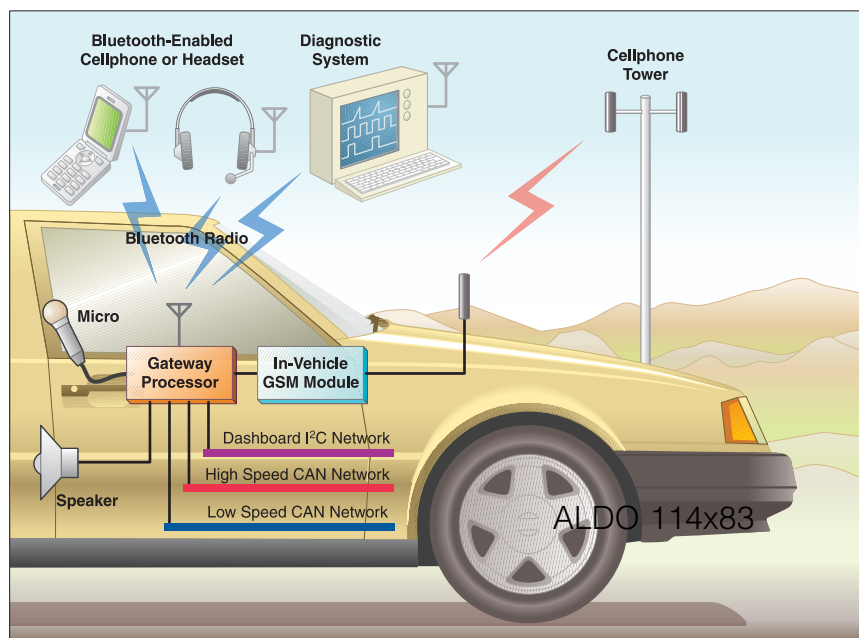 Bluetooth-Enabled
Cellphone or Headset
Diagnostic
System
Cellphone
Tower
Bluetooth Radio
Micro
Gateway
Processor
In-Vehicle
GSM Module
Dashboard I²C Network
High Speed CAN Network
Speaker
Low Speed CAN Network
ALDO 114x83